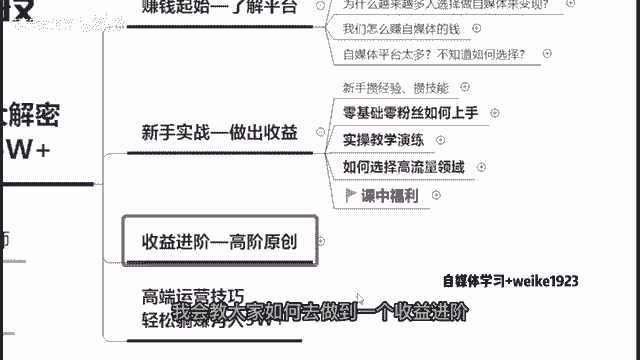 赚钱起始—了解平台
为什么越来越多人选择做自媒体来变现?
我们怎么赚自媒体的钱
自媒体平台太多？不知道如何选择?
新手攒经验、攒技能
零基础零粉丝如何上手
新手实战—做出收益
实操教学演练
如何选择高流量领域
课中福利
解密
W+
师
收益进阶—高阶原创
自媒体学习+weike1923
高端运营技巧
轻松躺赚月入5W+
我会教大家如何去做到一个收益进阶